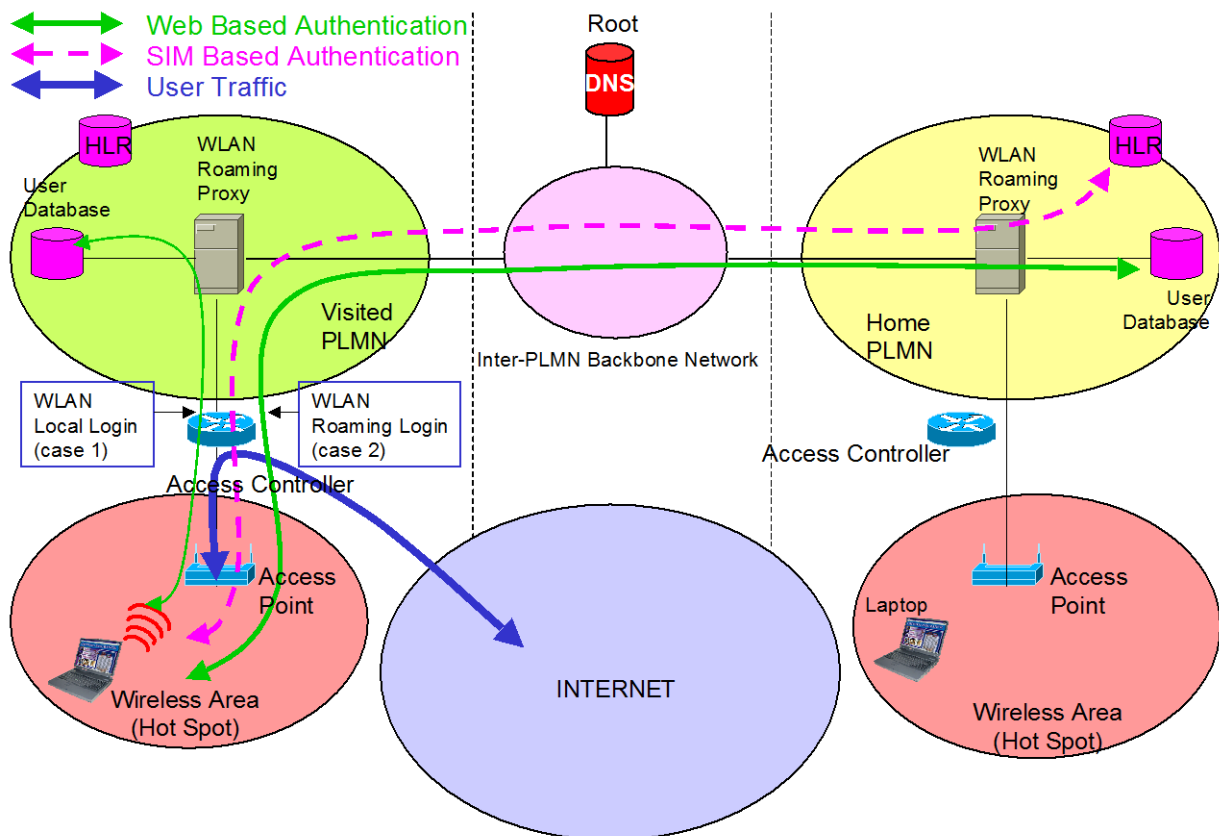 Web Based Authentication
SIM Based Authentication
User Traffic
Root
DNS
HLR
WLAN
Roaming
Proxy
User
Database
Visited
PLMN
Inter-PLMN Backbone Network
WLAN
Roaming
Proxy
HLR
User
Database
Home
PLMN
WLAN
Local Login
(case 1)
WLAN
Roaming Login
(case 2)
Access Controller
Access Controller
Access
Point
Wireless Area
(Hot Spot)
INTERNET
Laptop
Access
Point
Wireless Area
(Hot Spot)